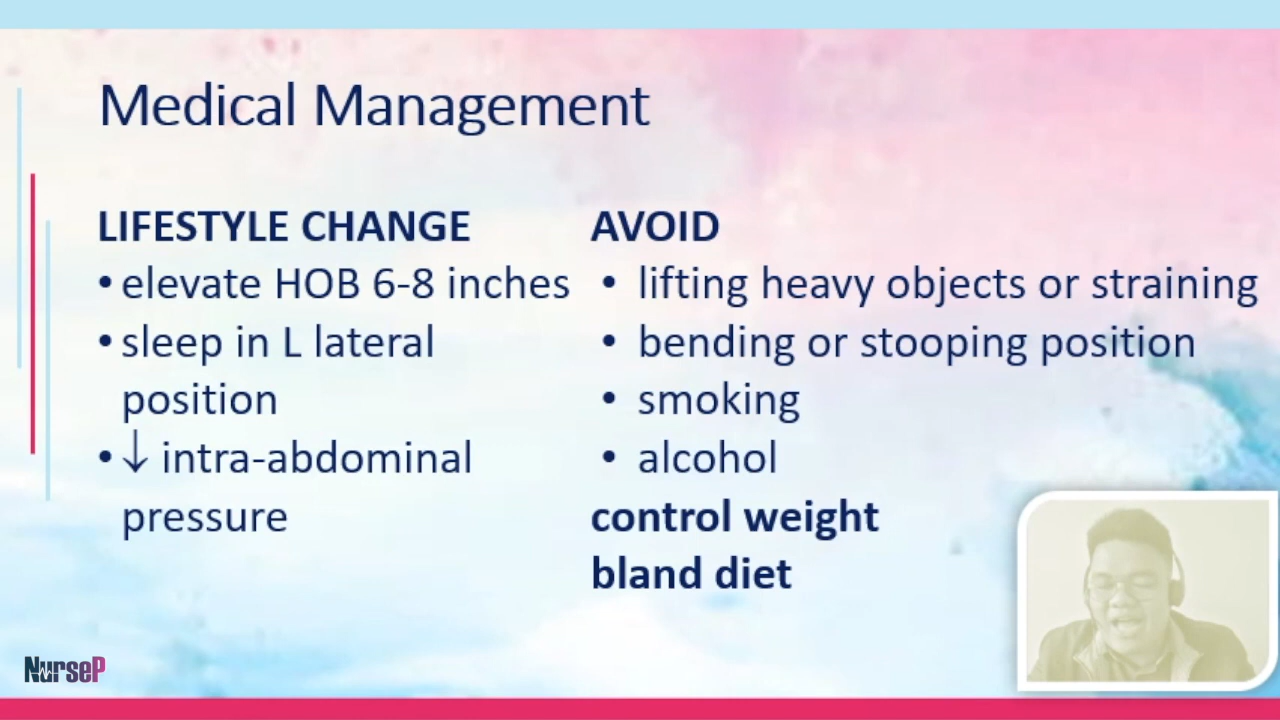 Medical Management
LIFESTYLE CHANGE
• elevate HOB 6-8 inches
• sleep in L lateral
position
• ↓ intra-abdominal
pressure
AVOID
• lifting heavy objects or straining
• bending or stooping position
• smoking
• alcohol
control weight
bland diet
NurseP